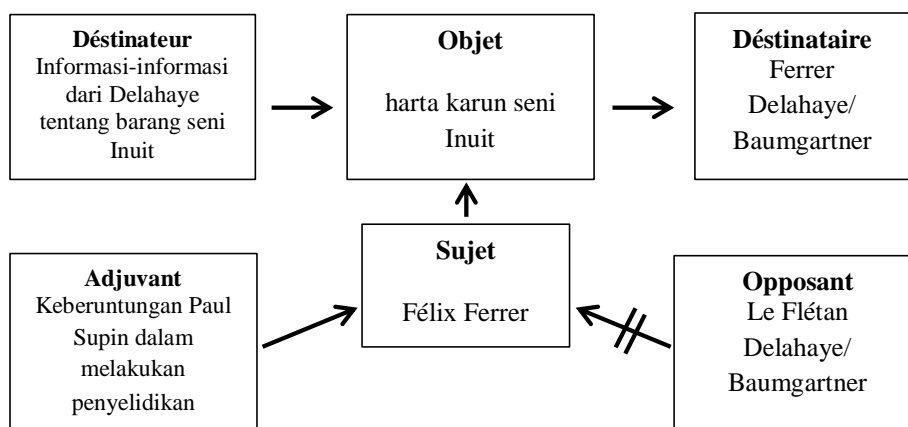 Déstinateur
Informasi-informasi
dari Delahaye
tentang barang seni
Inuit
Objet
harta karun seni
Inuit
Déstinataire
Ferrer
Delahaye/
Baumgartner
Adjuvant
Keberuntungan Paul
Supin dalam
melakukan
penyelidikan
Sujet
Félix Ferrer
Opposant
Le Flétan
Delahaye/
Baumgartner